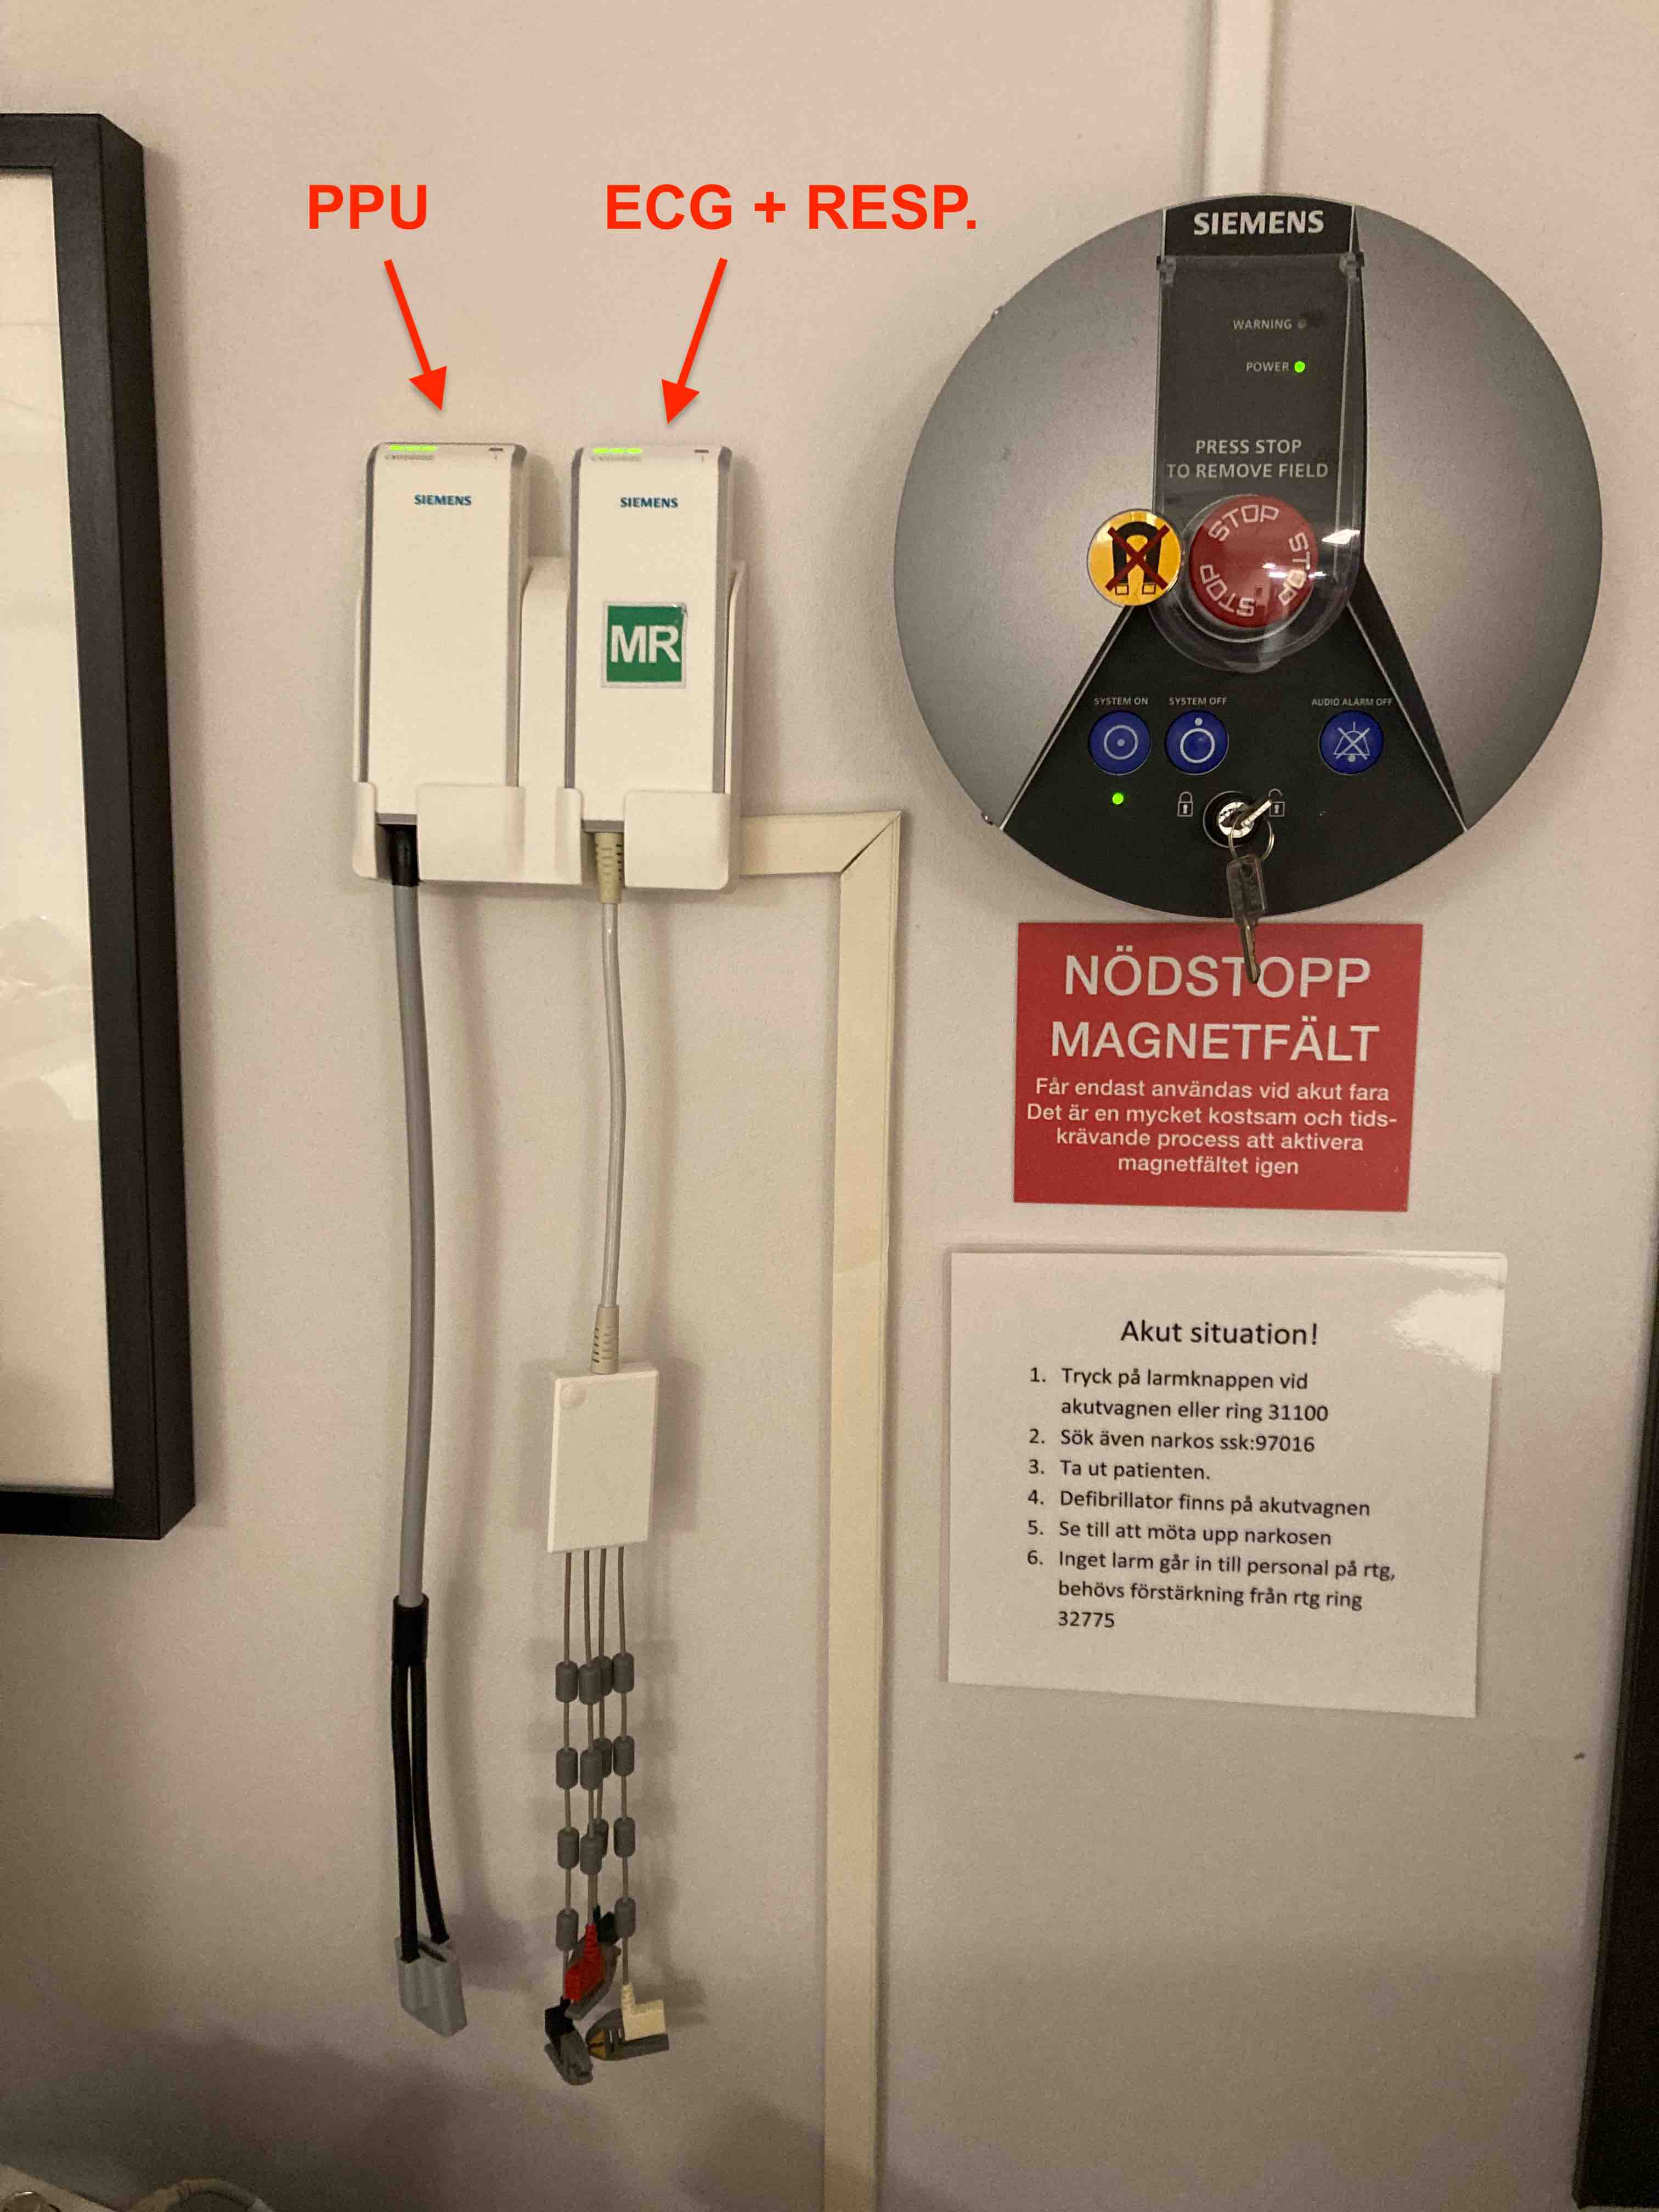 PPU
ECG + RESP.
SIEMENS
SIEMENS
MR
SIEMENS
WARNING
POWER
PRESS STOP
TO REMOVE FIELD
STOP
STOP
STOP
STOP
SYSTEM ON
SYSTEM OFF
AUDIO ALARM OFF
NÖDSTOPP
MAGNETFÄLT
Får endast användas vid akut fara
Det är en mycket kostsam och tids-
krävande process att aktivera
magnetfältet igen
Akut situation!
1. Tryck på larmknappen vid
akutvagnen eller ring 31100
2. Sök även narkos ssk:97016
3. Ta ut patienten.
4. Defibrillator finns på akutvagnen
5. Se till att möta upp narkosen
6. Inget larm går in till personal på rtg,
behövs förstärkning från rtg ring
32775